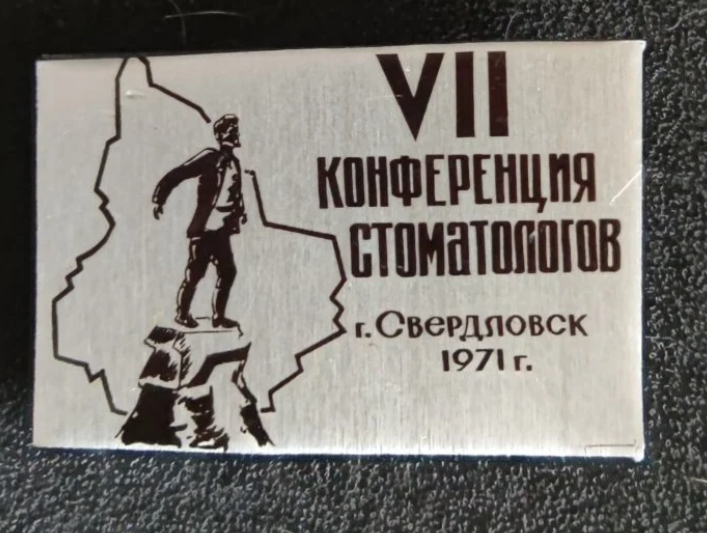 VII
КОНФЕРЕНЦИЯ
СТОМАТОЛОГОВ
г. Свердловск
1971 г.